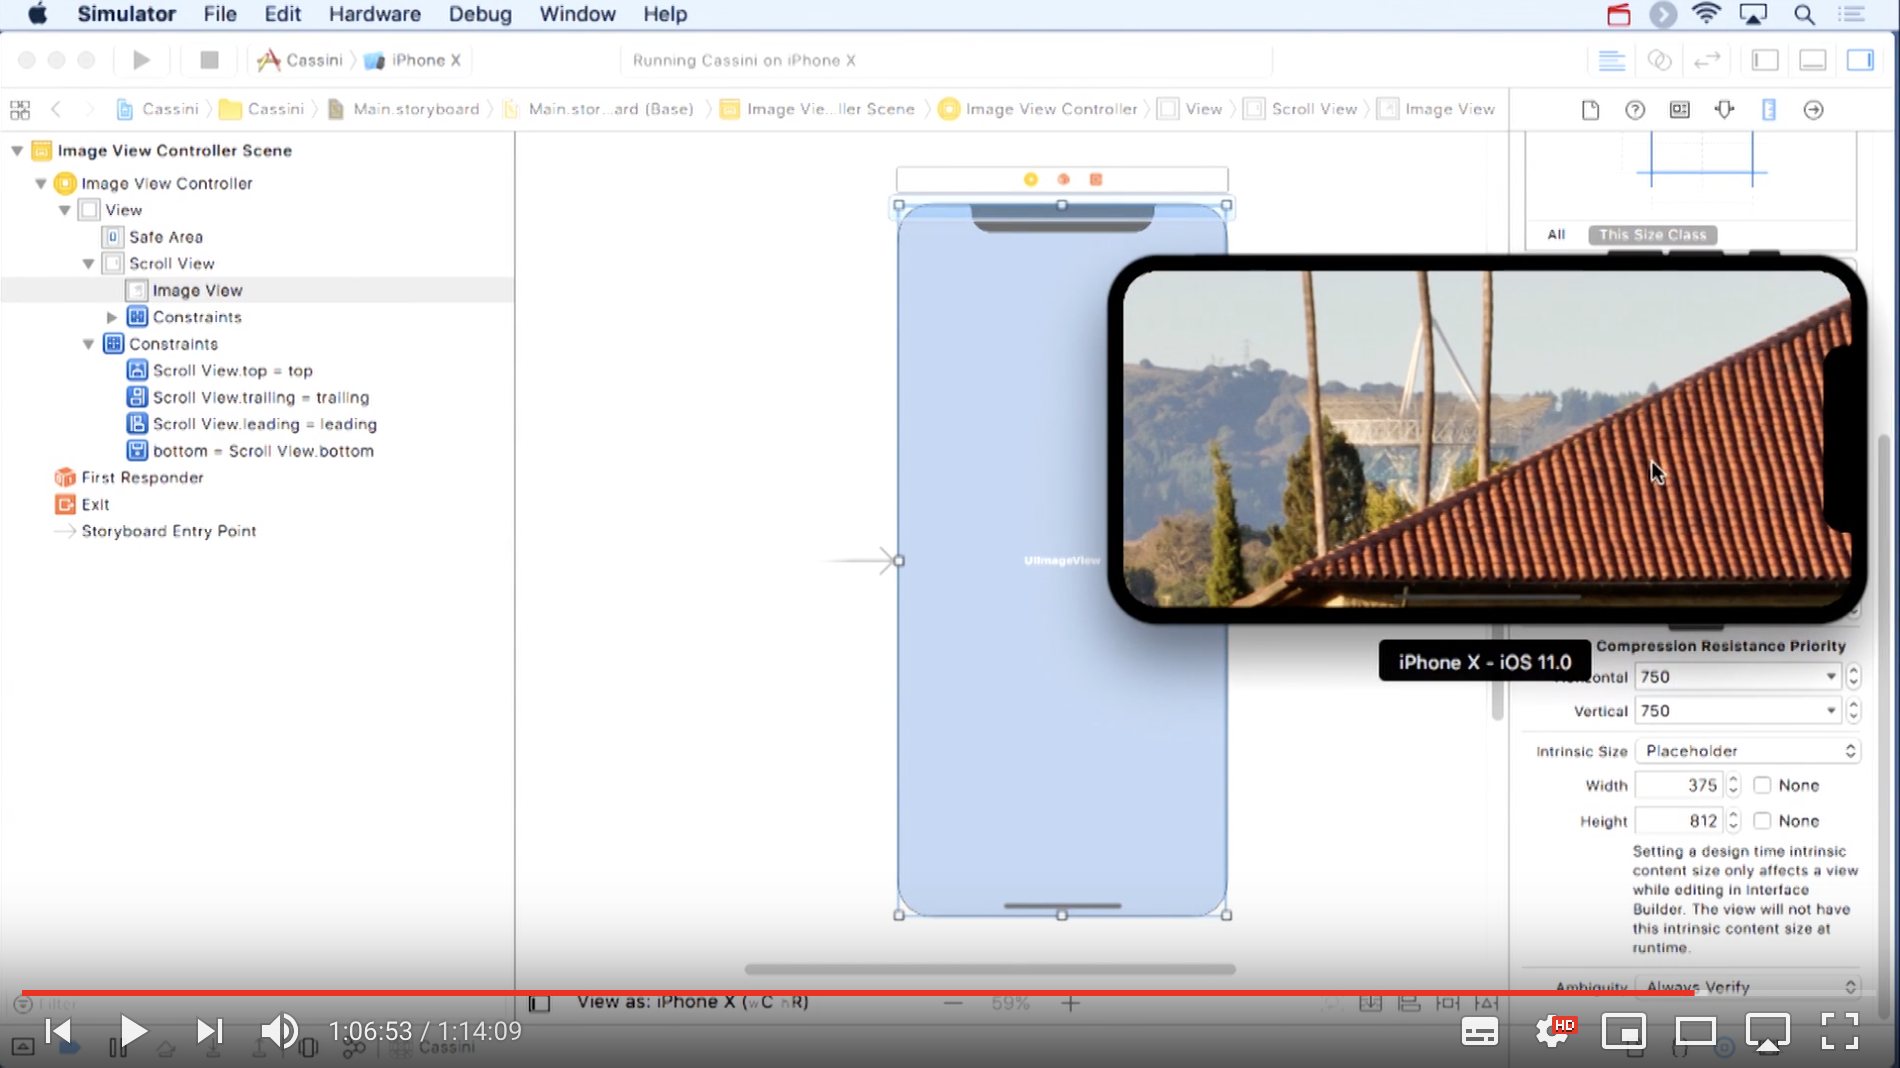 Simulator File Edit Hardware Debug Window Help
Cassini iPhone X Running Cassini on iPhone X
Cassini Cassini Main.storyboard Main.stor...ard (Base) Image Vie...ller Scene Image View Controller View Scroll View Image View
Image View Controller Scene
Image View Controller
View
Safe Area
Scroll View
Image View
Constraints
Constraints
Scroll View.top = top
Scroll View.trailing = trailing
Scroll View.leading = leading
bottom = Scroll View.bottom
First Responder
Exit
Storyboard Entry Point
UIImageView
All This Size Class
iPhone X - iOS 11.0
Compression Resistance Priority
750
Vertical 750
Intrinsic Size Placeholder
Width 375 None
Height 812 None
Setting a design time intrinsic
content size only affects a view
while editing in Interface
Builder. The view will not have
this intrinsic content size at
runtime.
Ambiguity Always Verify
Filter
View as: iPhone X (wC hR) 59%
1:06:53 / 1:14:09
HD
Cassini